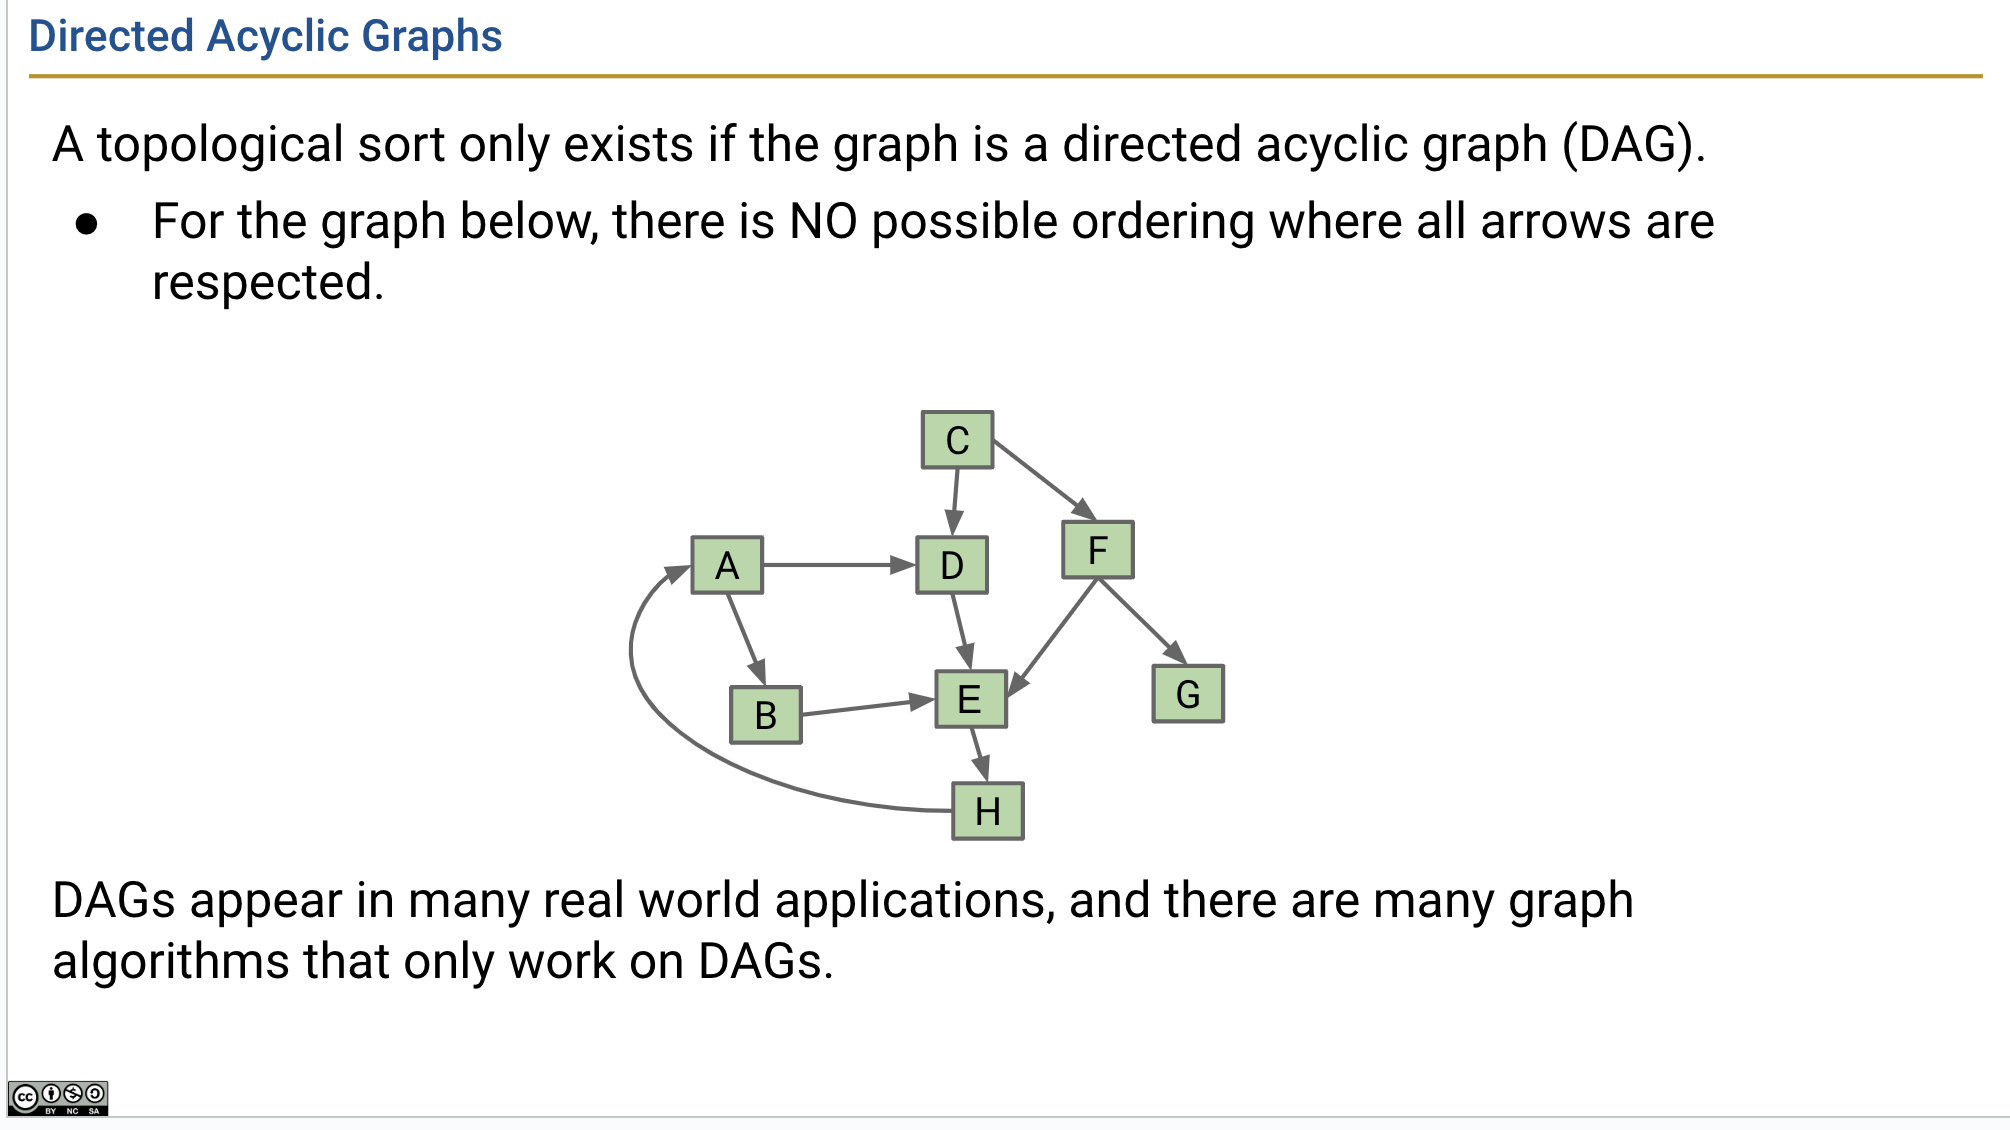 Directed Acyclic Graphs
A topological sort only exists if the graph is a directed acyclic graph (DAG).
● For the graph below, there is NO possible ordering where all arrows are
respected.
C
F
A
D
E
G
B
H
DAGs appear in many real world applications, and there are many graph
algorithms that only work on DAGs.
cc
BY NC SA